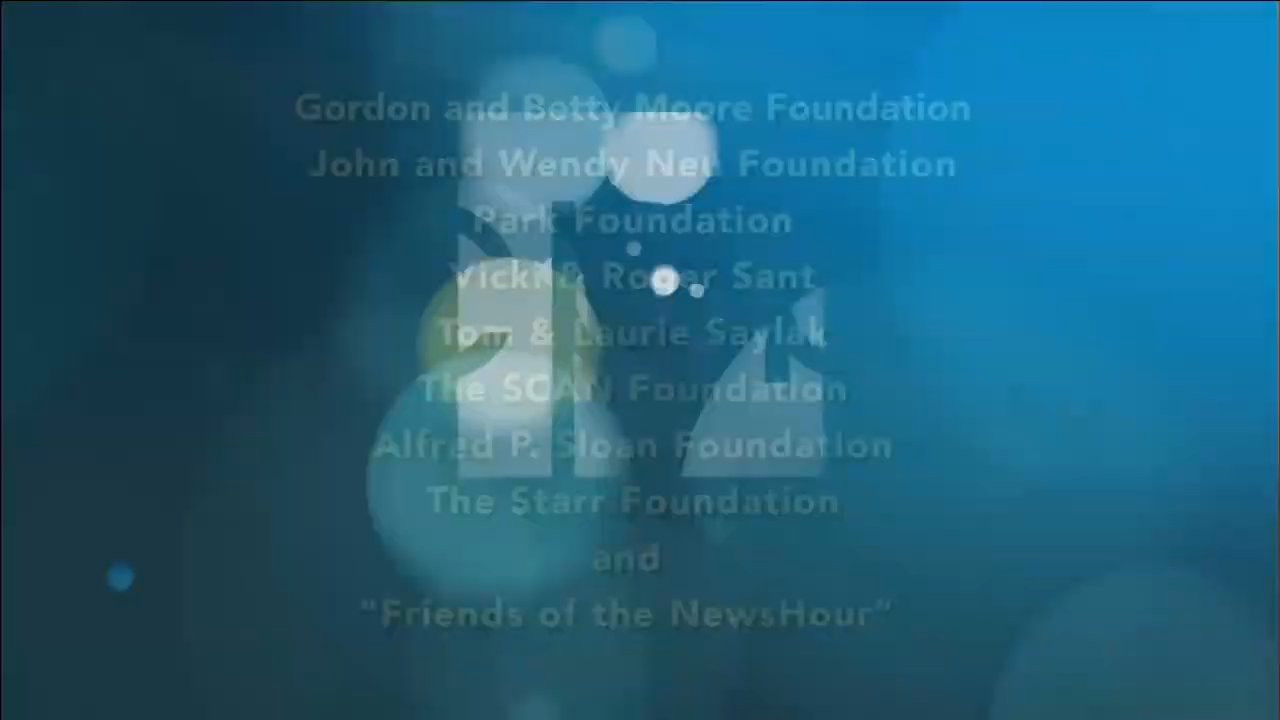 Gordon and Betty Moore Foundation
John and Wendy Neu Foundation
Park Foundation
Vicki & Roger Sant
Tom & Laurie Saylak
The SCAN Foundation
Alfred P. Sloan Foundation
The Starr Foundation
and
"Friends of the NewsHour"